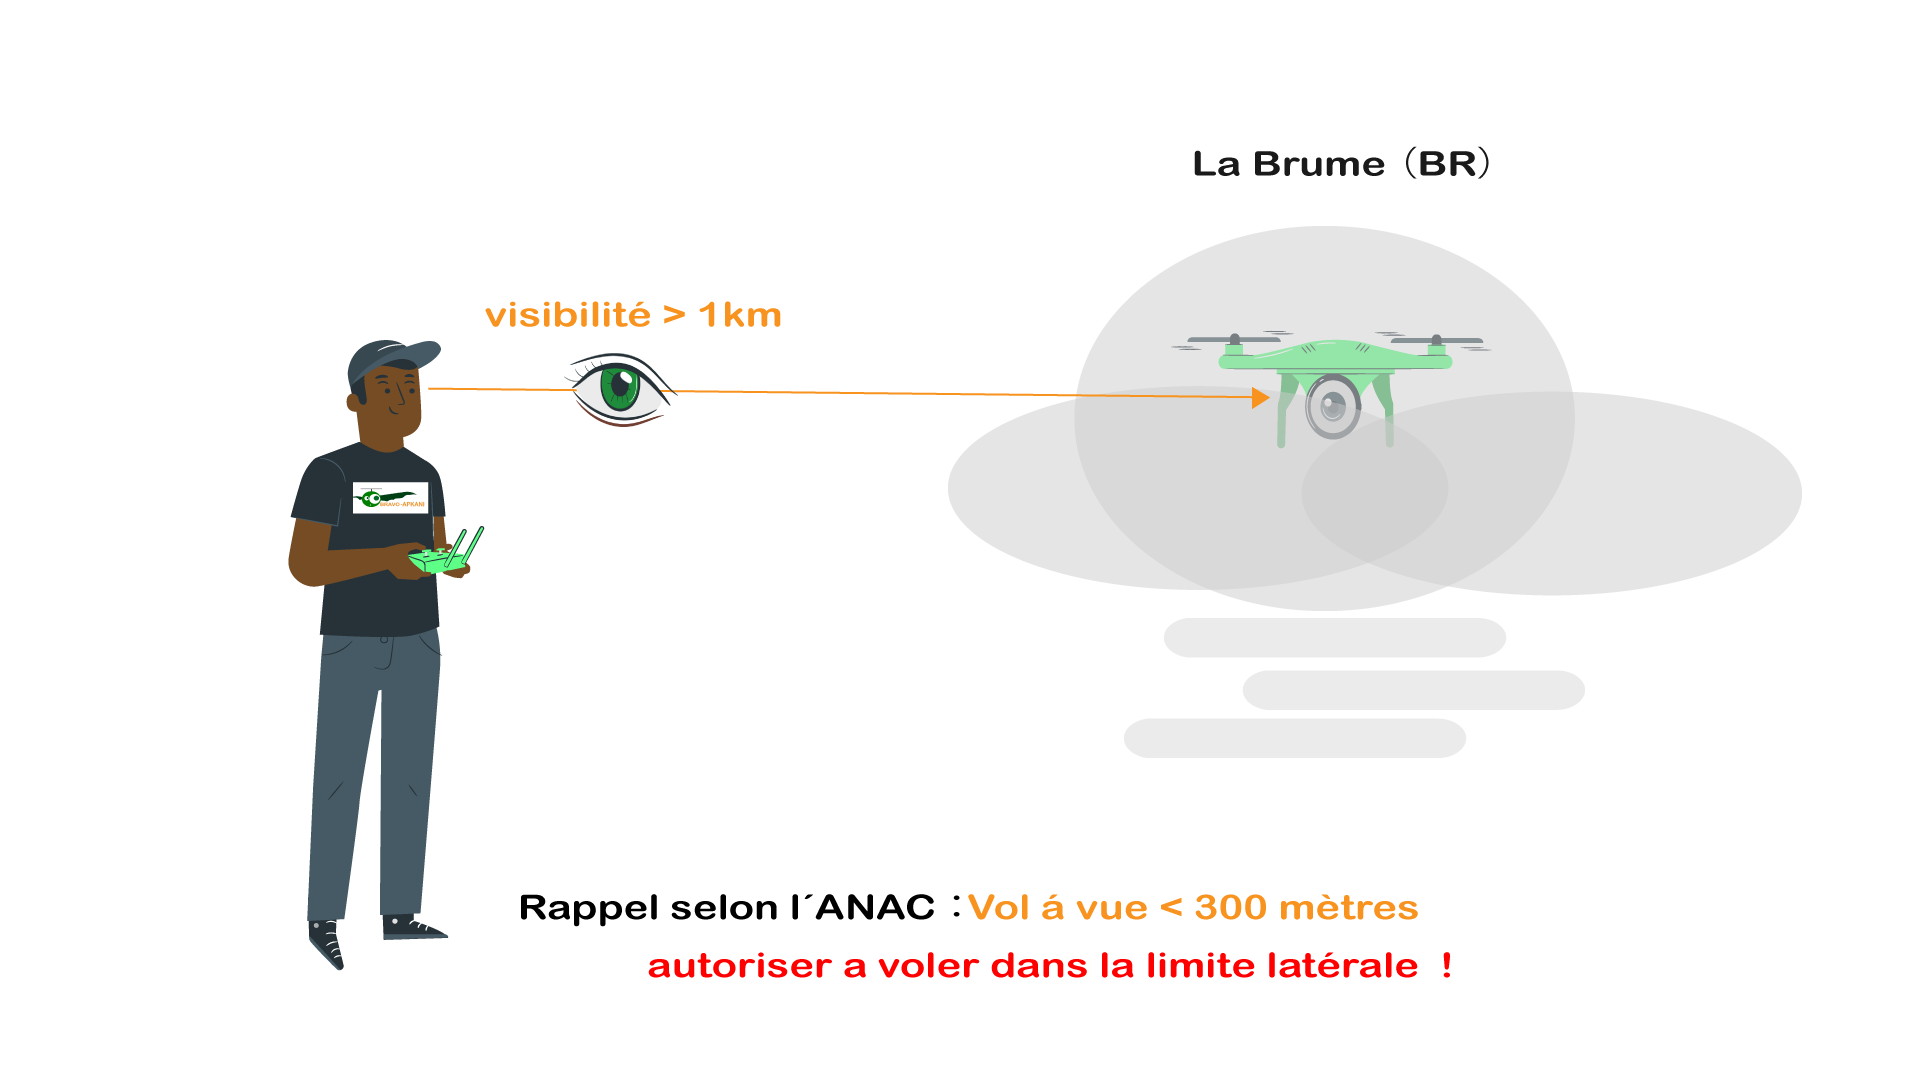 La Brume (BR)
visibilité > 1km
BRAVO-APKANI
Rappel selon l´ANAC : Vol á vue < 300 mètres
autoriser a voler dans la limite latérale !